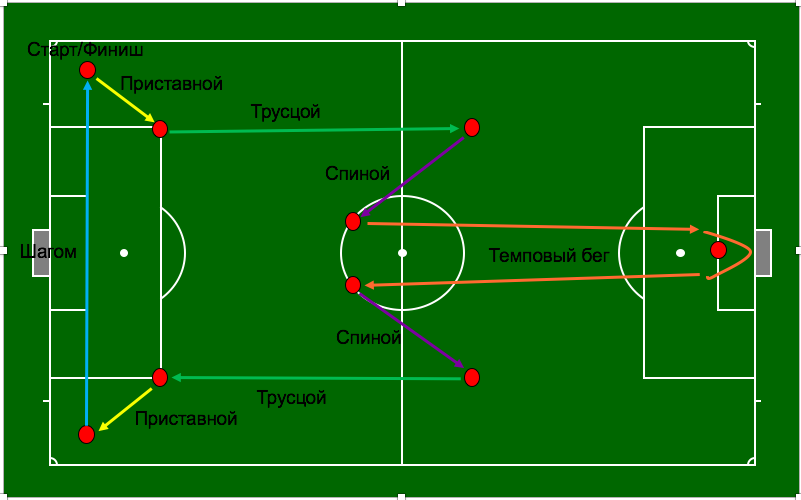 Старт/Финиш
Приставной
Трусцой
Спиной
Шагом
Темповый бег
Спиной
Трусцой
Приставной